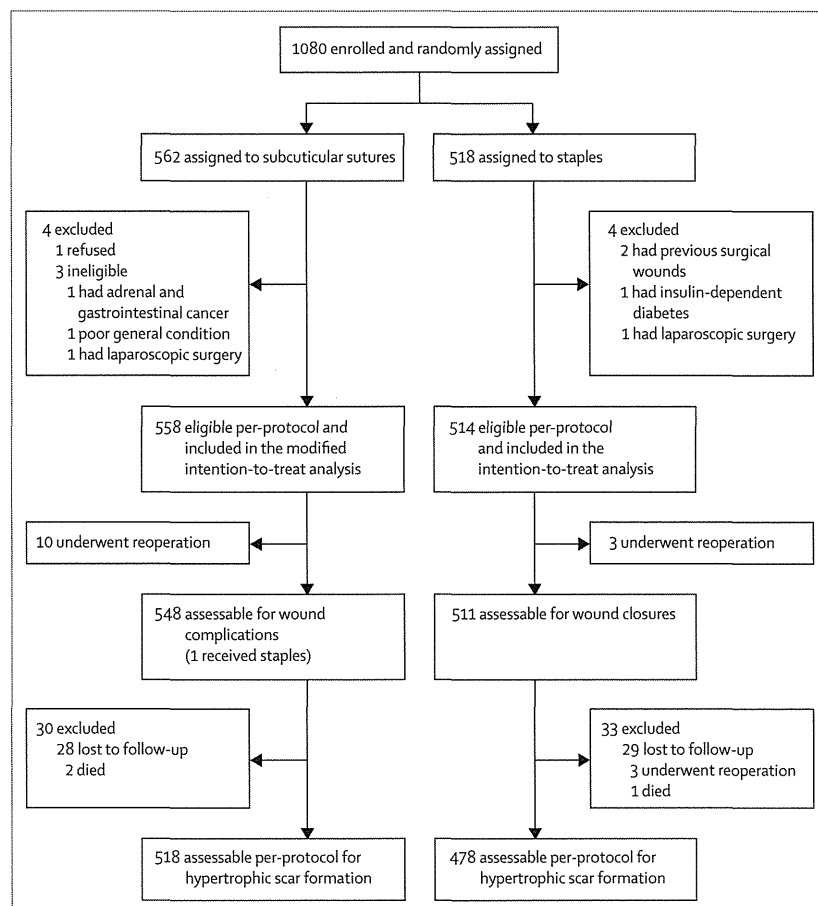 1080 enrolled and randomly assigned
562 assigned to subcuticular sutures
518 assigned to staples
4 excluded
1 refused
3 ineligible
1 had adrenal and
gastrointestinal cancer
1 poor general condition
1 had laparoscopic surgery
4 excluded
2 had previous surgical
wounds
1 had insulin-dependent
diabetes
1 had laparoscopic surgery
558 eligible per-protocol and
included in the modified
intention-to-treat analysis
514 eligible per-protocol
and included in the
intention-to-treat analysis
10 underwent reoperation
3 underwent reoperation
548 assessable for wound
complications
(1 received staples)
511 assessable for wound closures
30 excluded
28 lost to follow-up
2 died
33 excluded
29 lost to follow-up
3 underwent reoperation
1 died
518 assessable per-protocol for
hypertrophic scar formation
478 assessable per-protocol for
hypertrophic scar formation